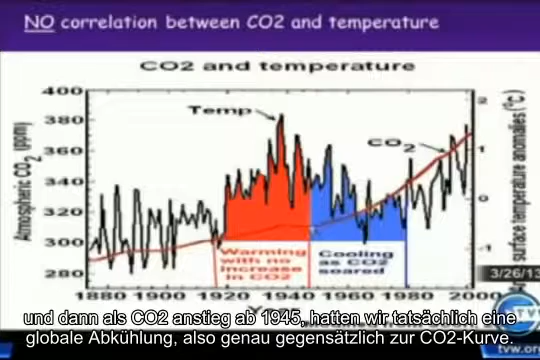 NO correlation between CO2 and temperature
CO2 and temperature
400
380
360
340
320
300
280
Atmospheric CO2 (ppm)
Temp
CO2
2
1
0
-1
surface temperature anomalies (°C)
Warming
with no
increase
in CO2
Cooling
as CO2
soared
1880 1900 1920 1940 1960 1980 2000
3/26/13
und dann als CO2 anstieg ab 1945, hatten wir tatsächlich eine
globale Abkühlung, also genau gegensätzlich zur CO2-Kurve.
tvw.org